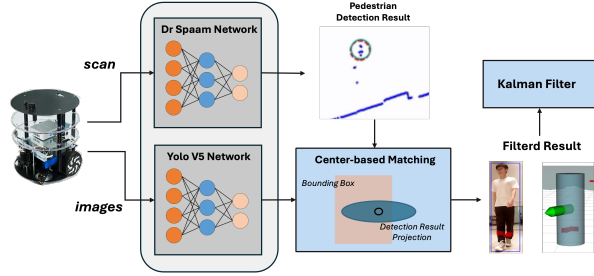 Dr Spaam Network
scan
Pedestrian
Detection Result
Kalman Filter
Yolo V5 Network
images
Center-based Matching
Bounding Box
Detection Result
Projection
Filterd Result